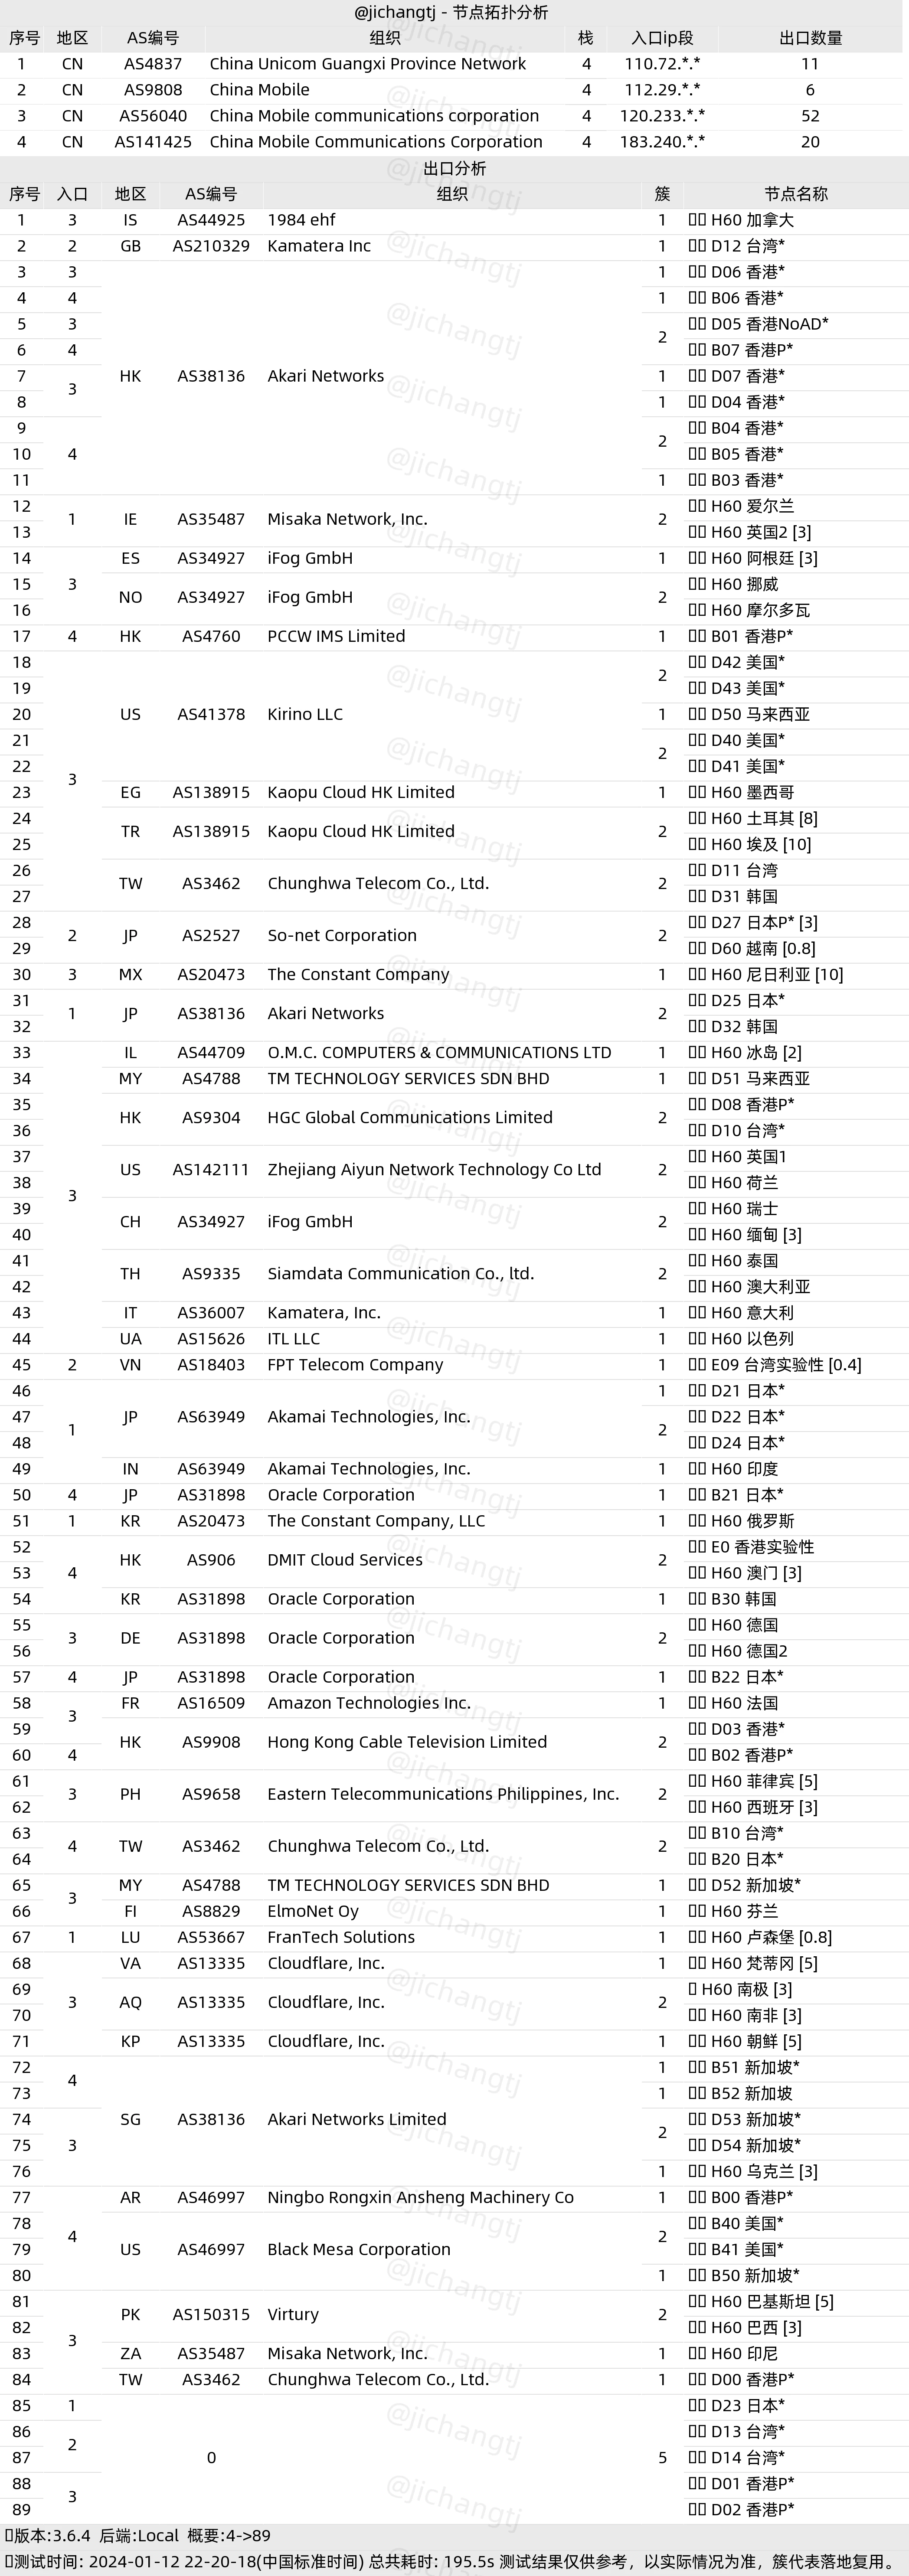 @jichangtj - 节点拓扑分析
序号 地区 AS编号 组织 栈 入口ip段 出口数量
1 CN AS4837 China Unicom Guangxi Province Network 4 110.72.*.* 11
2 CN AS9808 China Mobile 4 112.29.*.* 6
3 CN AS56040 China Mobile communications corporation 4 120.233.*.* 52
4 CN AS141425 China Mobile Communications Corporation 4 183.240.*.* 20
出口分析
序号 入口 地区 AS编号 组织 簇 节点名称
1 3 IS AS44925 1984 ehf 1 H60 加拿大
2 2 GB AS210329 Kamatera Inc 1 D12 台湾*
3 3 1 D06 香港*
4 4 1 B06 香港*
5 3 2 D05 香港NoAD*
6 4 B07 香港P*
7 3 HK AS38136 Akari Networks 1 D07 香港*
8 1 D04 香港*
9 4 2 B04 香港*
10 B05 香港*
11 1 B03 香港*
12 1 IE AS35487 Misaka Network, Inc. 2 H60 爱尔兰
13 H60 英国2 [3]
14 3 ES AS34927 iFog GmbH 1 H60 阿根廷 [3]
15 NO AS34927 iFog GmbH 2 H60 挪威
16 H60 摩尔多瓦
17 4 HK AS4760 PCCW IMS Limited 1 B01 香港P*
18 2 D42 美国*
19 D43 美国*
20 US AS41378 Kirino LLC 1 D50 马来西亚
21 2 D40 美国*
22 3 D41 美国*
23 EG AS138915 Kaopu Cloud HK Limited 1 H60 墨西哥
24 TR AS138915 Kaopu Cloud HK Limited 2 H60 土耳其 [8]
25 H60 埃及 [10]
26 TW AS3462 Chunghwa Telecom Co., Ltd. 2 D11 台湾
27 D31 韩国
28 2 JP AS2527 So-net Corporation 2 D27 日本P* [3]
29 D60 越南 [0.8]
30 3 MX AS20473 The Constant Company 1 H60 尼日利亚 [10]
31 1 JP AS38136 Akari Networks 2 D25 日本*
32 D32 韩国
33 IL AS44709 O.M.C. COMPUTERS & COMMUNICATIONS LTD 1 H60 冰岛 [2]
34 MY AS4788 TM TECHNOLOGY SERVICES SDN BHD 1 D51 马来西亚
35 HK AS9304 HGC Global Communications Limited 2 D08 香港P*
36 D10 台湾*
37 US AS142111 Zhejiang Aiyun Network Technology Co Ltd 2 H60 英国1
38 3 H60 荷兰
39 CH AS34927 iFog GmbH 2 H60 瑞士
40 H60 缅甸 [3]
41 TH AS9335 Siamdata Communication Co., ltd. 2 H60 泰国
42 H60 澳大利亚
43 IT AS36007 Kamatera, Inc. 1 H60 意大利
44 UA AS15626 ITL LLC 1 H60 以色列
45 2 VN AS18403 FPT Telecom Company 1 E09 台湾实验性 [0.4]
46 1 D21 日本*
47 1 JP AS63949 Akamai Technologies, Inc. 2 D22 日本*
48 D24 日本*
49 IN AS63949 Akamai Technologies, Inc. 1 H60 印度
50 4 JP AS31898 Oracle Corporation 1 B21 日本*
51 1 KR AS20473 The Constant Company, LLC 1 H60 俄罗斯
52 HK AS906 DMIT Cloud Services 2 E0 香港实验性
53 4 H60 澳门 [3]
54 KR AS31898 Oracle Corporation 1 B30 韩国
55 3 DE AS31898 Oracle Corporation 2 H60 德国
56 H60 德国2
57 4 JP AS31898 Oracle Corporation 1 B22 日本*
58 3 FR AS16509 Amazon Technologies Inc. 1 H60 法国
59 HK AS9908 Hong Kong Cable Television Limited 2 D03 香港*
60 4 B02 香港P*
61 3 PH AS9658 Eastern Telecommunications Philippines, Inc. 2 H60 菲律宾 [5]
62 H60 西班牙 [3]
63 4 TW AS3462 Chunghwa Telecom Co., Ltd. 2 B10 台湾*
64 B20 日本*
65 3 MY AS4788 TM TECHNOLOGY SERVICES SDN BHD 1 D52 新加坡*
66 FI AS8829 ElmoNet Oy 1 H60 芬兰
67 1 LU AS53667 FranTech Solutions 1 H60 卢森堡 [0.8]
68 VA AS13335 Cloudflare, Inc. 1 H60 梵蒂冈 [5]
69 3 AQ AS13335 Cloudflare, Inc. 2 H60 南极 [3]
70 H60 南非 [3]
71 KP AS13335 Cloudflare, Inc. 1 H60 朝鲜 [5]
72 4 1 B51 新加坡*
73 1 B52 新加坡
74 SG AS38136 Akari Networks Limited 2 D53 新加坡*
75 3 D54 新加坡*
76 1 H60 乌克兰 [3]
77 AR AS46997 Ningbo Rongxin Ansheng Machinery Co 1 B00 香港P*
78 4 2 B40 美国*
79 US AS46997 Black Mesa Corporation B41 美国*
80 1 B50 新加坡*
81 PK AS150315 Virtury 2 H60 巴基斯坦 [5]
82 3 H60 巴西 [3]
83 ZA AS35487 Misaka Network, Inc. 1 H60 印尼
84 TW AS3462 Chunghwa Telecom Co., Ltd. 1 D00 香港P*
85 1 D23 日本*
86 2 D13 台湾*
87 0 5 D14 台湾*
88 3 D01 香港P*
89 D02 香港P*
版本:3.6.4 后端:Local 概要:4->89
测试时间: 2024-01-12 22-20-18(中国标准时间) 总共耗时: 195.5s 测试结果仅供参考，以实际情况为准，簇代表落地复用。